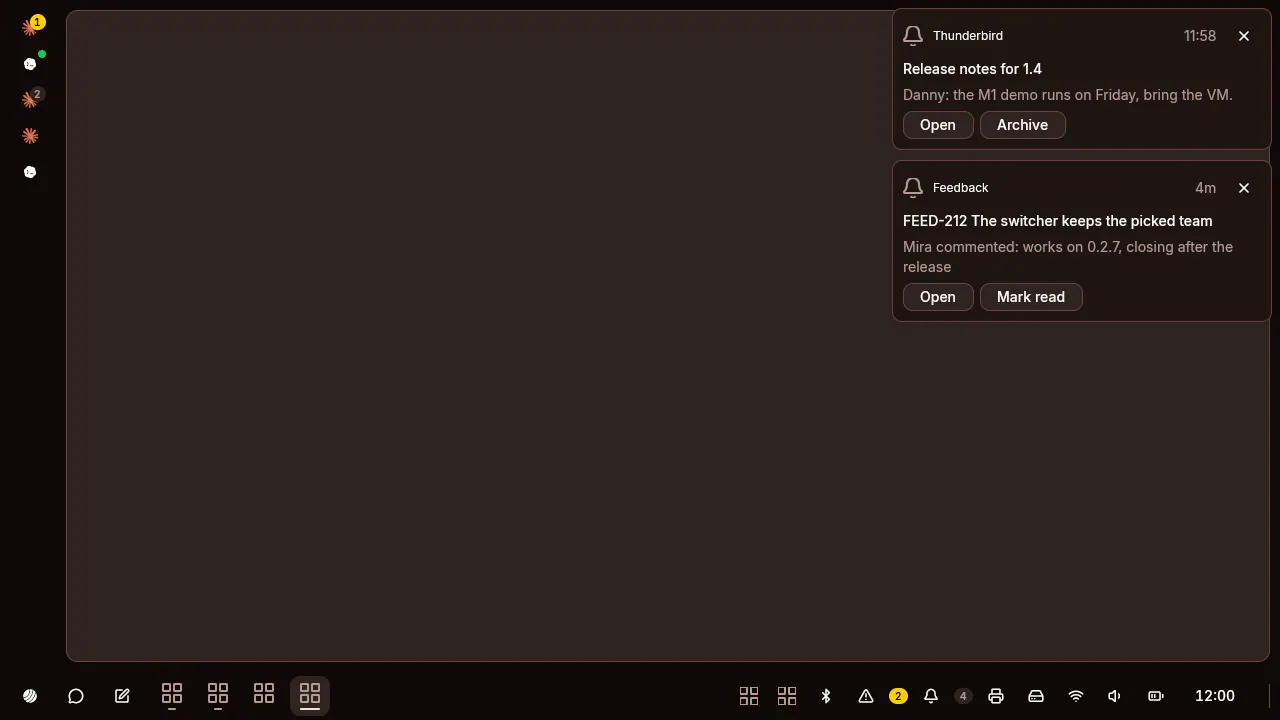 1
2
Thunderbird
11:58
Release notes for 1.4
Danny: the M1 demo runs on Friday, bring the VM.
Open
Archive
Feedback
4m
FEED-212 The switcher keeps the picked team
Mira commented: works on 0.2.7, closing after the
release
Open
Mark read
2
4
12:00